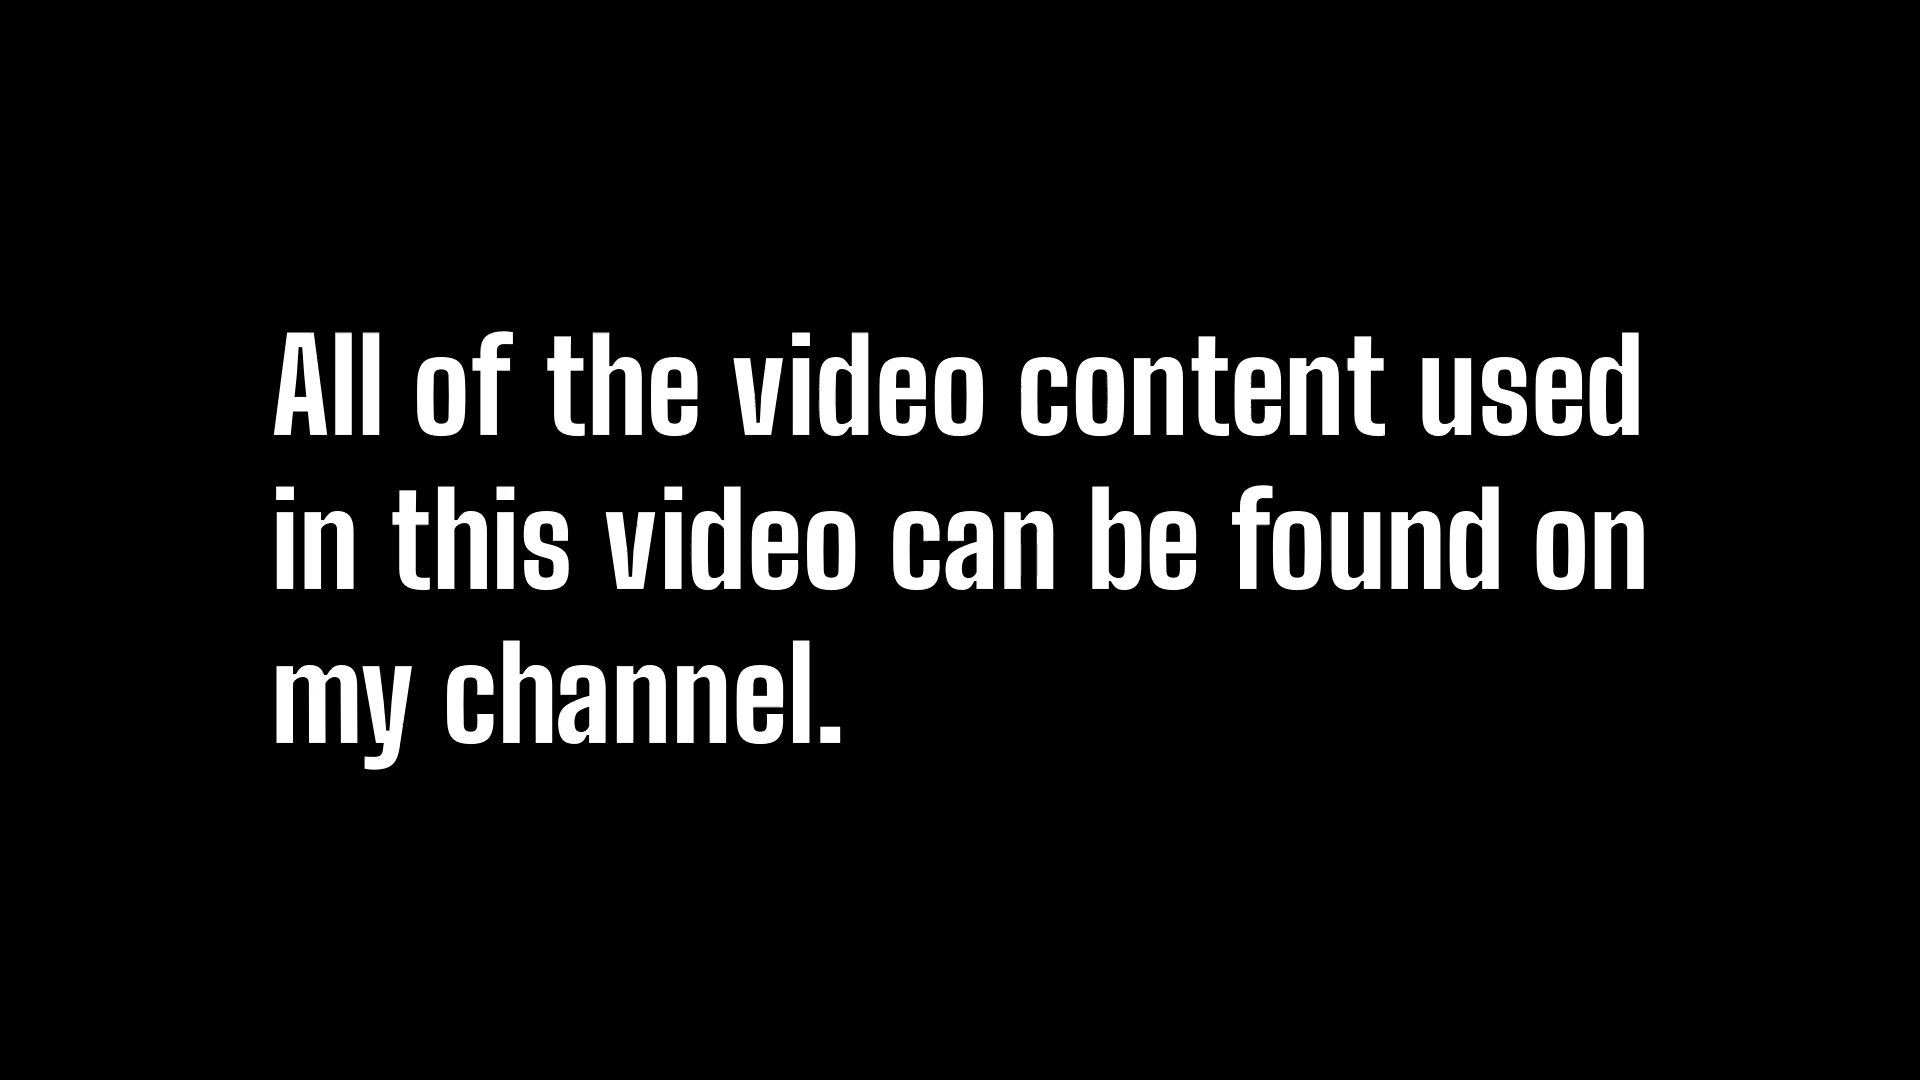 All of the video content used
in this video can be found on
my channel.